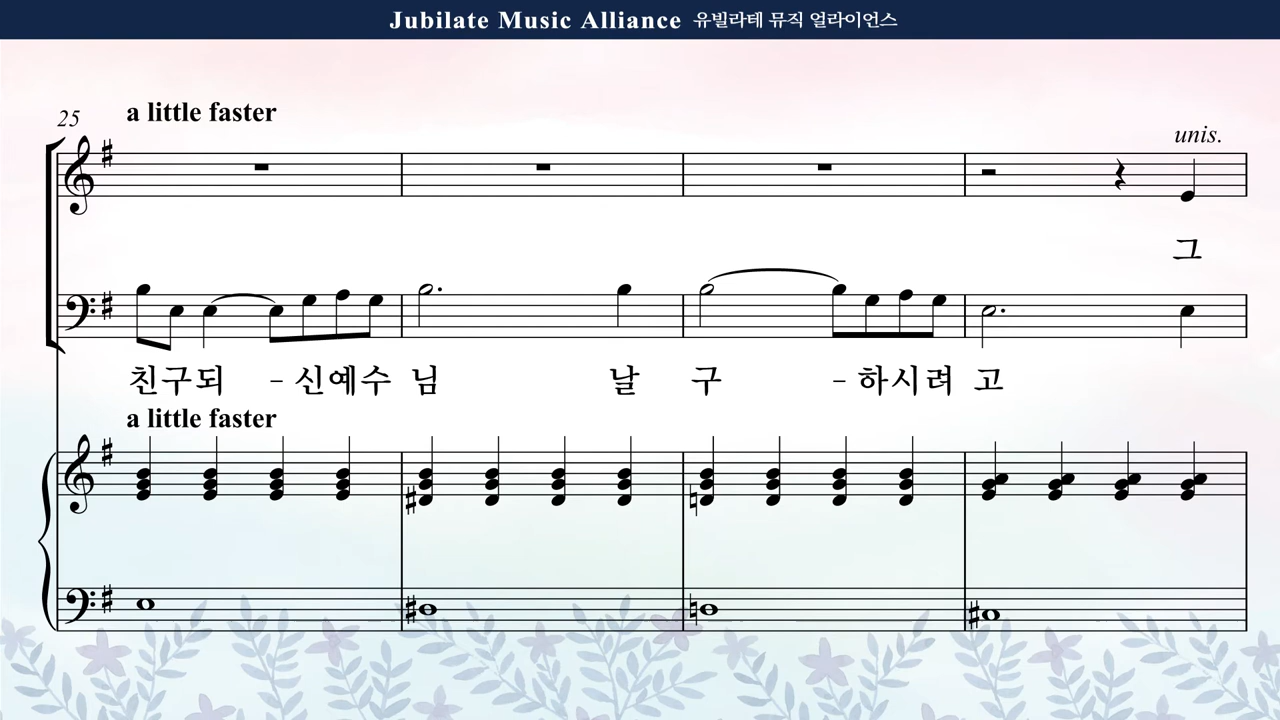 Jubilate Music Alliance 유빌라테 뮤직 얼라이언스
25 a little faster
unis.
그
친구되 - 신예수 님 날 구 - 하시려 고
a little faster